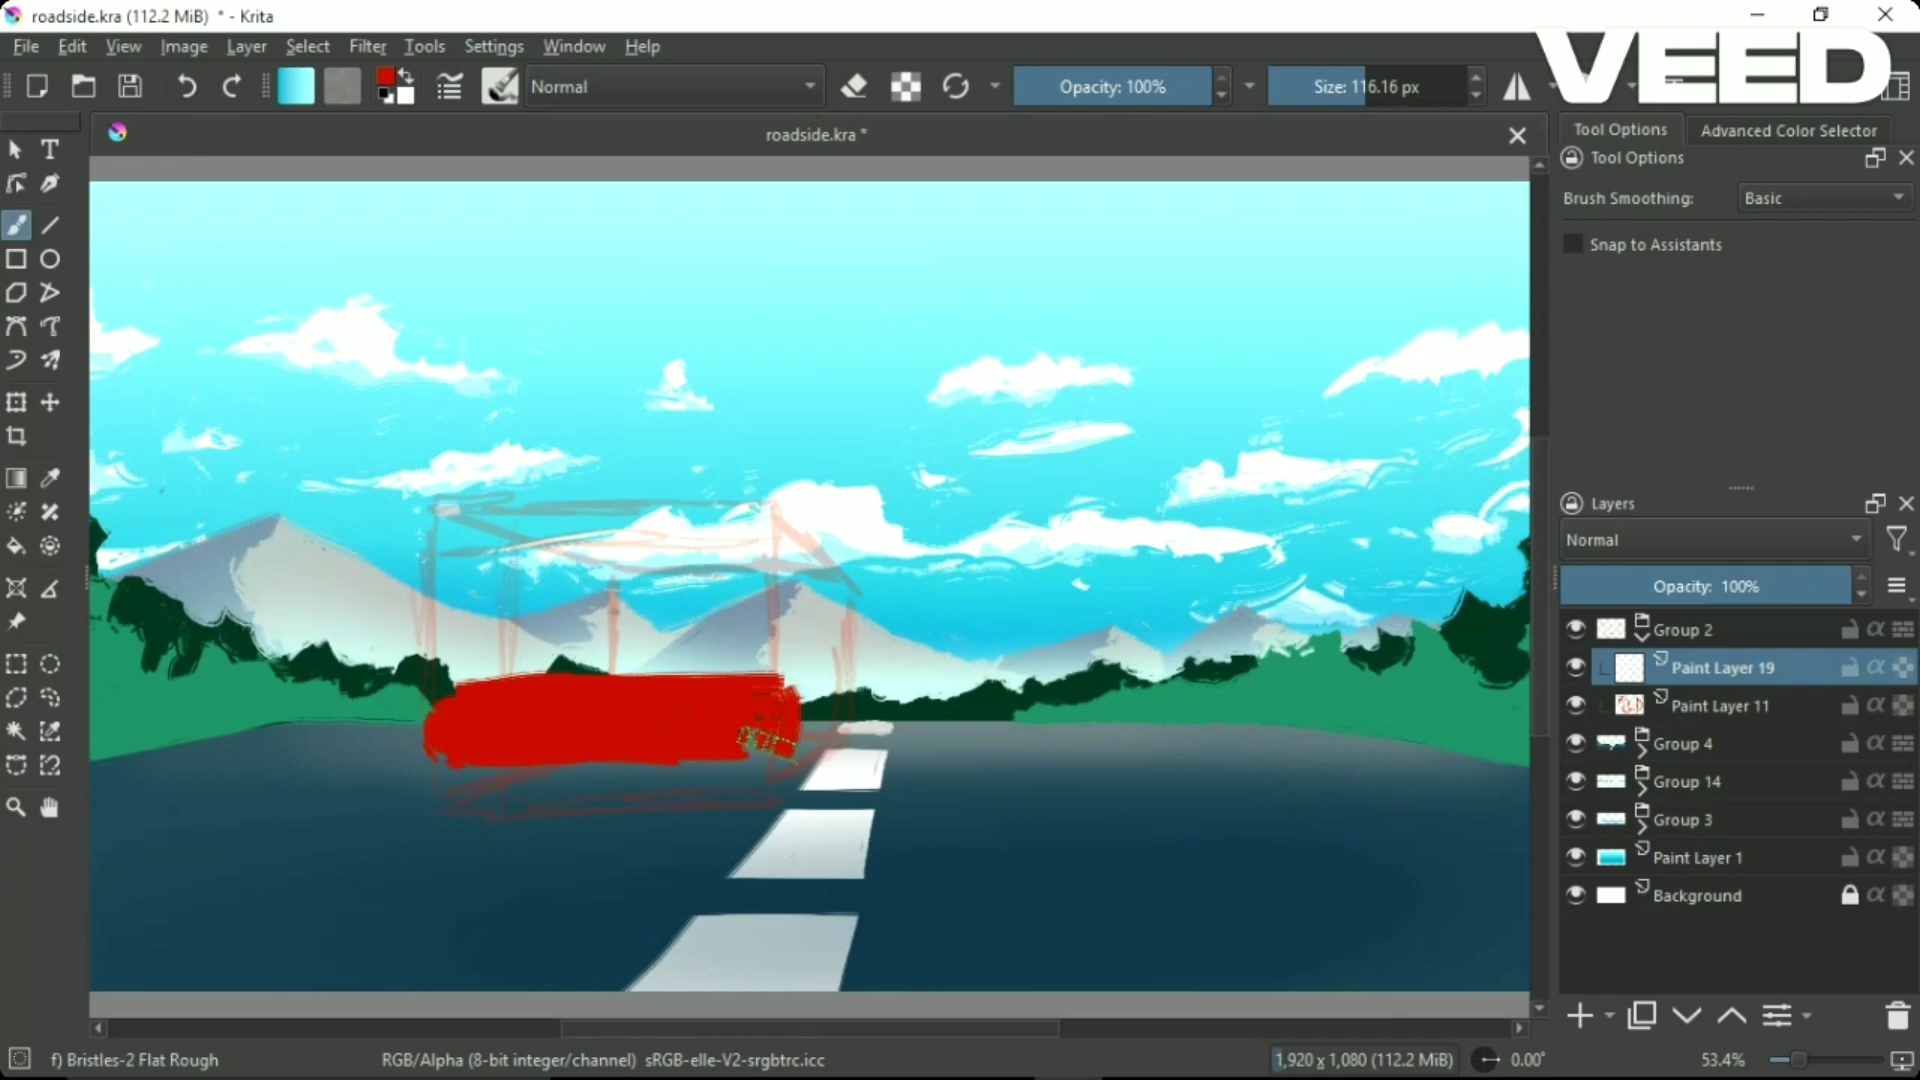 roadside.kra (112.2 MiB) * - Krita
File Edit View Image Layer Select Filter Tools Settings Window Help
VEED
Normal
Opacity: 100%
Size: 116.16 px
roadside.kra *
Tool Options
Advanced Color Selector
Tool Options
Brush Smoothing:
Basic
Snap to Assistants
Layers
Normal
Opacity: 100%
Group 2
Paint Layer 19
Paint Layer 11
Group 4
Group 14
Group 3
Paint Layer 1
Background
f) Bristles-2 Flat Rough
RGB/Alpha (8-bit integer/channel) sRGB-elle-V2-srgbtrc.icc
1,920 x 1,080 (112.2 MiB)
0.00°
53.4%